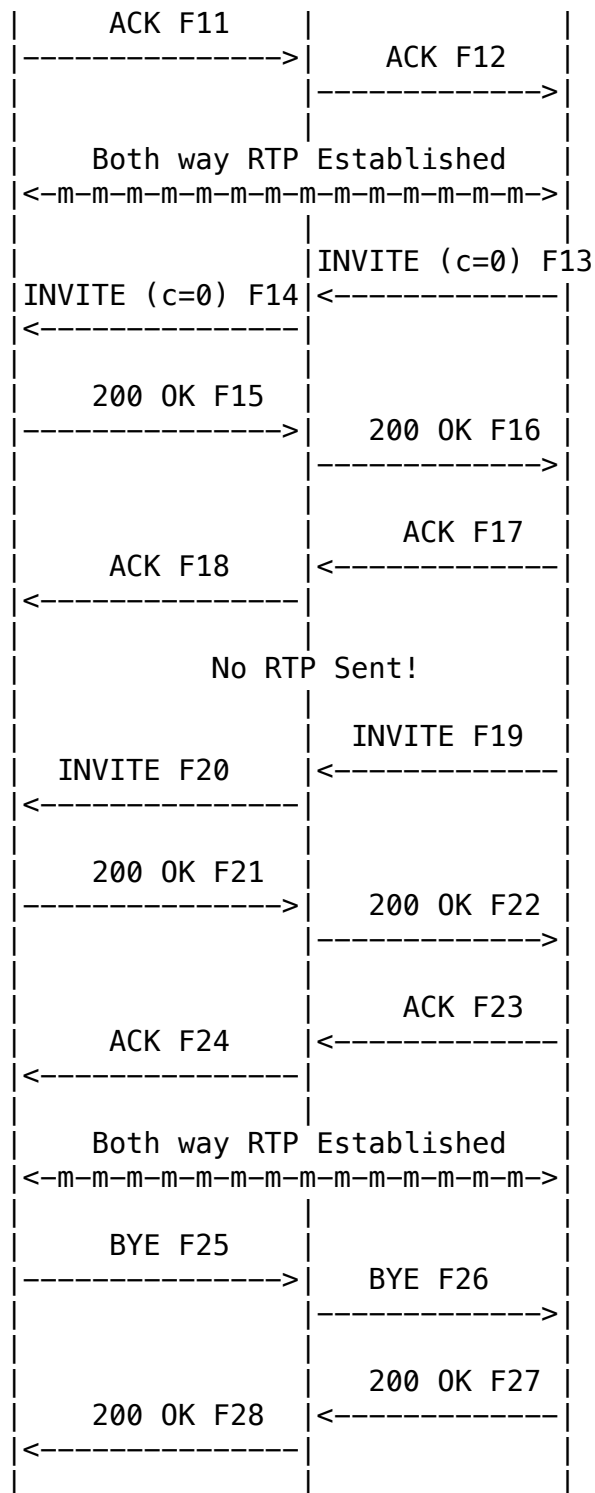 ACK F11
ACK F12
Both way RTP Established
<-m-m-m-m-m-m-m-m-m-m-m-m-m-m->
INVITE (c=0) F13
INVITE (c=0) F14
200 OK F15
200 OK F16
ACK F17
ACK F18
No RTP Sent!
INVITE F19
INVITE F20
200 OK F21
200 OK F22
ACK F23
ACK F24
Both way RTP Established
<-m-m-m-m-m-m-m-m-m-m-m-m-m-m->
BYE F25
BYE F26
200 OK F27
200 OK F28